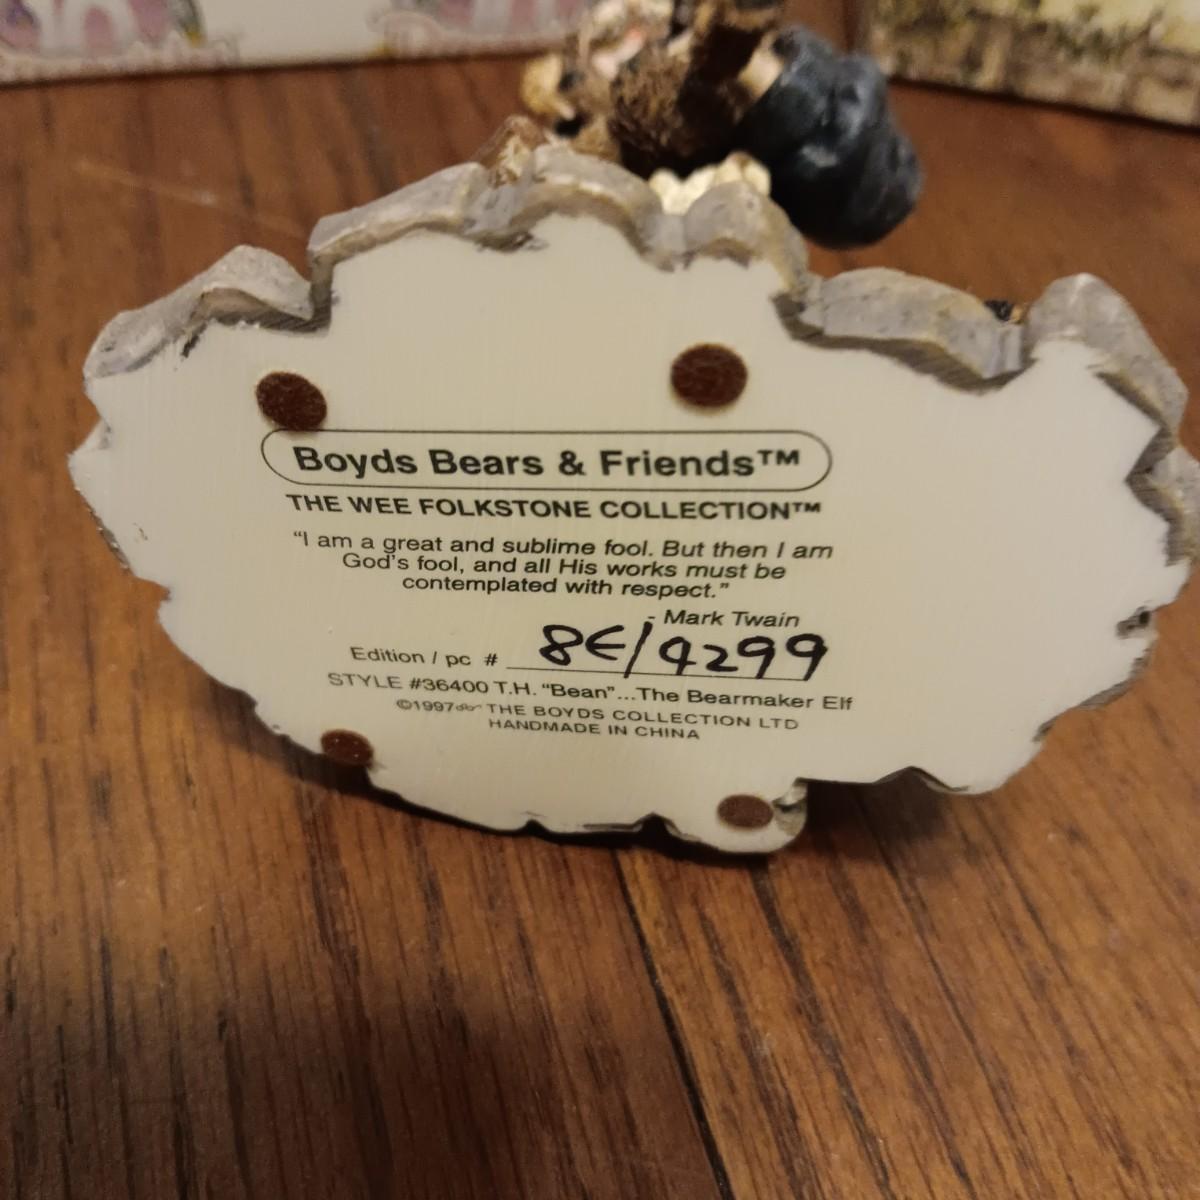 Boyds Bears & Friends™
THE WEE FOLKSTONE COLLECTION™
“I am a great and sublime fool. But then I am
God's fool, and all His works must be
contemplated with respect.”
- Mark Twain
Edition / pc # 8E/4299
STYLE #36400 T.H. “Bean”...The Bearmaker Elf
©1997 THE BOYDS COLLECTION LTD
HANDMADE IN CHINA